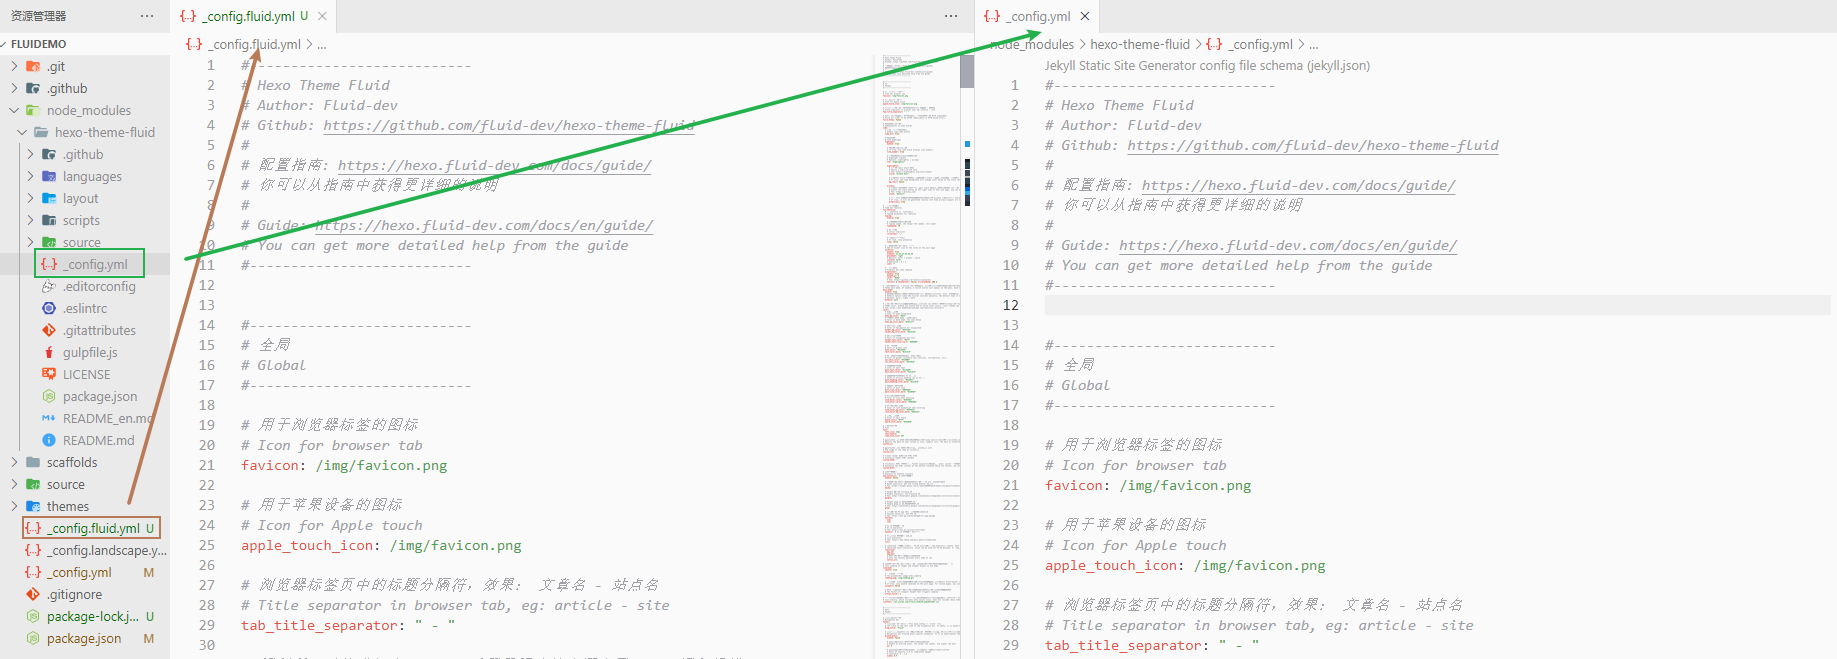 资源管理器 ...
FLUIDEMO
.git
.github
node_modules
hexo-theme-fluid
.github
languages
layout
scripts
source
_config.yml
.editorconfig
.eslintrc
.gitattributes
gulpfile.js
LICENSE
package.json
README_en.md
README.md
scaffolds
source
themes
_config.fluid.yml U
_config.landscape.y...
_config.yml M
.gitignore
package-lock.j... U
package.json M
_config.fluid.yml U
_config.fluid.yml > ...
1 #---------------------------
2 # Hexo Theme Fluid
3 # Author: Fluid-dev
4 # Github: https://github.com/fluid-dev/hexo-theme-fluid
5 #
6 # 配置指南: https://hexo.fluid-dev.com/docs/guide/
7 # 你可以从指南中获得更详细的说明
8 #
9 # Guide: https://hexo.fluid-dev.com/docs/en/guide/
10 # You can get more detailed help from the guide
11 #---------------------------
12
13
14 #---------------------------
15 # 全局
16 # Global
17 #---------------------------
18
19 # 用于浏览器标签的图标
20 # Icon for browser tab
21 favicon: /img/favicon.png
22
23 # 用于苹果设备的图标
24 # Icon for Apple touch
25 apple_touch_icon: /img/favicon.png
26
27 # 浏览器标签页中的标题分隔符，效果： 文章名 - 站点名
28 # Title separator in browser tab, eg: article - site
29 tab_title_separator: " - "
30
_config.yml
node_modules > hexo-theme-fluid > _config.yml > ...
Jekyll Static Site Generator config file schema (jekyll.json)
1 #---------------------------
2 # Hexo Theme Fluid
3 # Author: Fluid-dev
4 # Github: https://github.com/fluid-dev/hexo-theme-fluid
5 #
6 # 配置指南: https://hexo.fluid-dev.com/docs/guide/
7 # 你可以从指南中获得更详细的说明
8 #
9 # Guide: https://hexo.fluid-dev.com/docs/en/guide/
10 # You can get more detailed help from the guide
11 #---------------------------
12
13
14 #---------------------------
15 # 全局
16 # Global
17 #---------------------------
18
19 # 用于浏览器标签的图标
20 # Icon for browser tab
21 favicon: /img/favicon.png
22
23 # 用于苹果设备的图标
24 # Icon for Apple touch
25 apple_touch_icon: /img/favicon.png
26
27 # 浏览器标签页中的标题分隔符，效果： 文章名 - 站点名
28 # Title separator in browser tab, eg: article - site
29 tab_title_separator: " - "